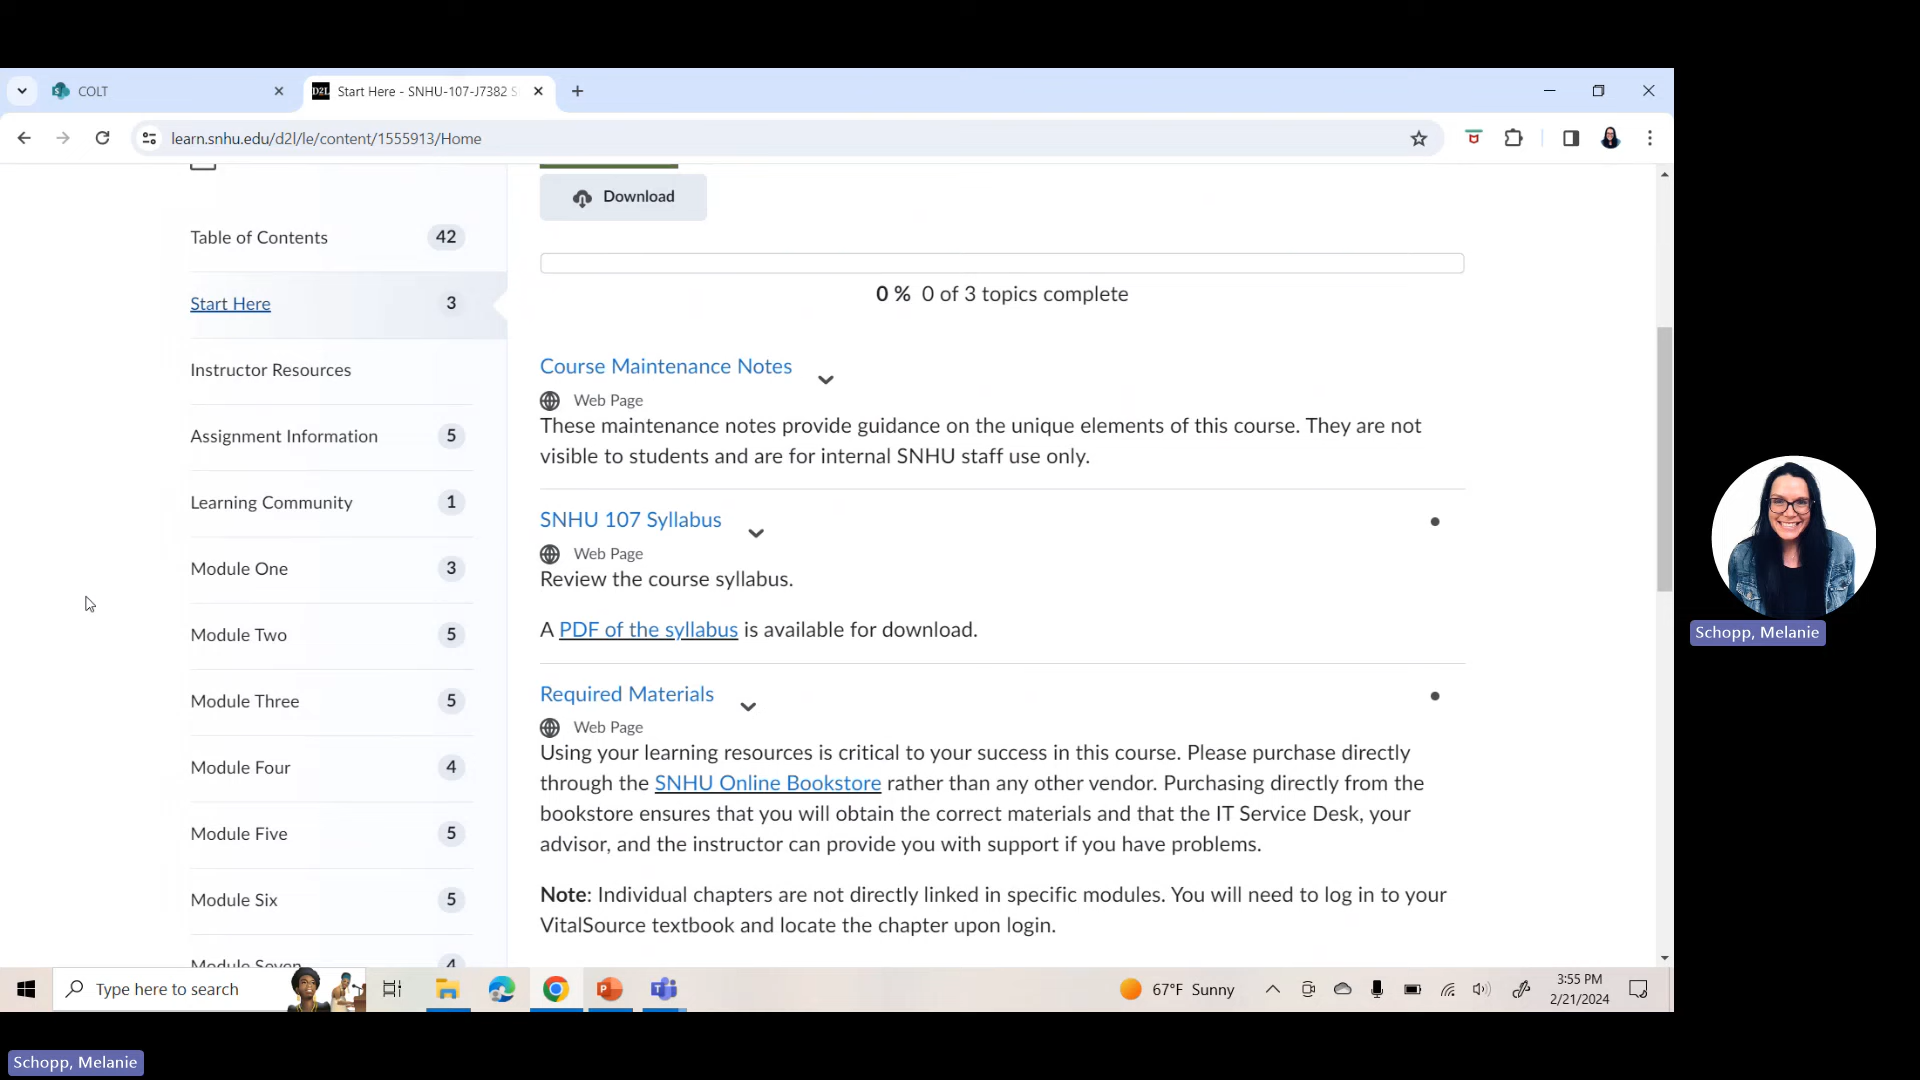 COLT
Start Here - SNHU-107-J7382 S
learn.snhu.edu/d2l/le/content/1555913/Home
Download
Table of Contents 42
0 % 0 of 3 topics complete
Start Here 3
Instructor Resources
Assignment Information 5
Learning Community 1
Module One 3
Module Two 5
Module Three 5
Module Four 4
Module Five 5
Module Six 5
Module Seven 4
Course Maintenance Notes
Web Page
These maintenance notes provide guidance on the unique elements of this course. They are not
visible to students and are for internal SNHU staff use only.
SNHU 107 Syllabus
Web Page
Review the course syllabus.
A PDF of the syllabus is available for download.
Required Materials
Web Page
Using your learning resources is critical to your success in this course. Please purchase directly
through the SNHU Online Bookstore rather than any other vendor. Purchasing directly from the
bookstore ensures that you will obtain the correct materials and that the IT Service Desk, your
advisor, and the instructor can provide you with support if you have problems.
Note: Individual chapters are not directly linked in specific modules. You will need to log in to your
VitalSource textbook and locate the chapter upon login.
Schopp, Melanie
Type here to search
67°F Sunny
3:55 PM
2/21/2024
Schopp, Melanie